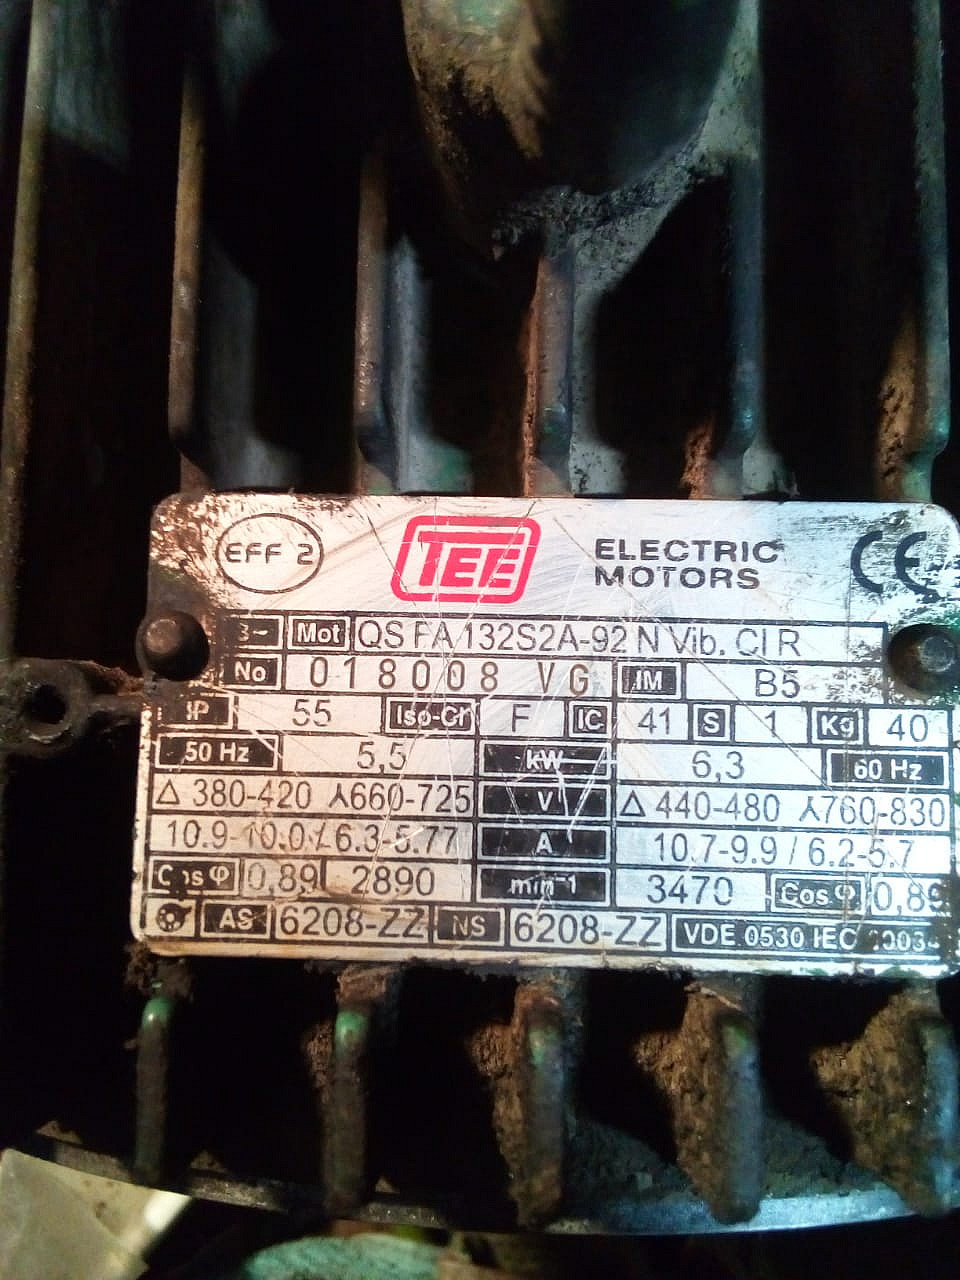 EFF 2 TEE ELECTRIC MOTORS CE
3~ Mot QS FA 132S2A-92 N Vib. Cl R
No 018008 VG IM B5
IP 55 Iso-Cl F IC 41 S 1 Kg 40
50 Hz 5,5 kW 6,3 60 Hz
Δ 380-420 ⅄660-725 V Δ 440-480 ⅄760-830
10.9-10.0/6.3-5.77 A 10.7-9.9 / 6.2-5.7
Cos φ 0,89 2890 min-1 3470 Cos φ 0,89
AS 6208-ZZ NS 6208-ZZ VDE 0530 IEC